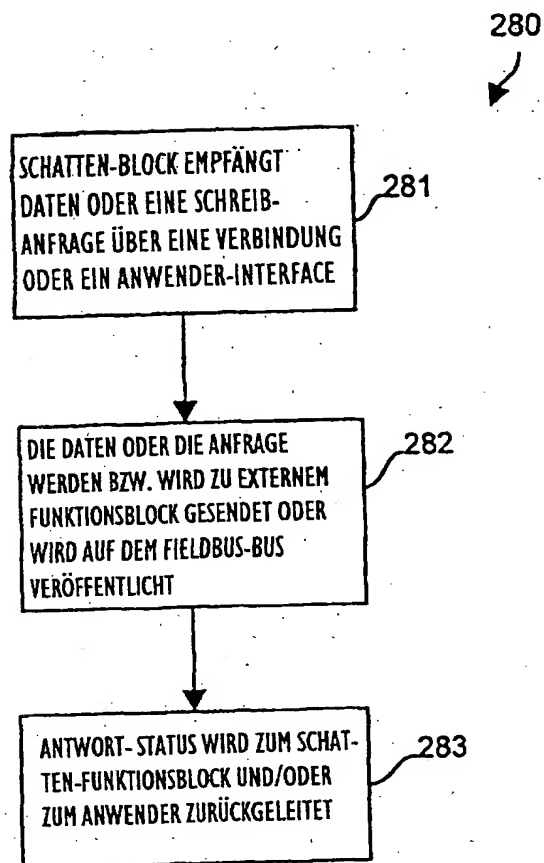 280
SCHATTEN-BLOCK EMPFÄNGT
DATEN ODER EINE SCHREIB-
ANFRAGE ÜBER EINE VERBINDUNG
ODER EIN ANWENDER-INTERFACE
281
DIE DATEN ODER DIE ANFRAGE
WERDEN BZW. WIRD ZU EXTERNEM
FUNKTIONSBLOCK GESENDET ODER
WIRD AUF DEM FIELDBUS-BUS
VERÖFFENTLICHT
282
ANTWORT-STATUS WIRD ZUM SCHAT-
TEN-FUNKTIONSBLOCK UND/ODER
ZUM ANWENDER ZURÜCKGELEITET
283